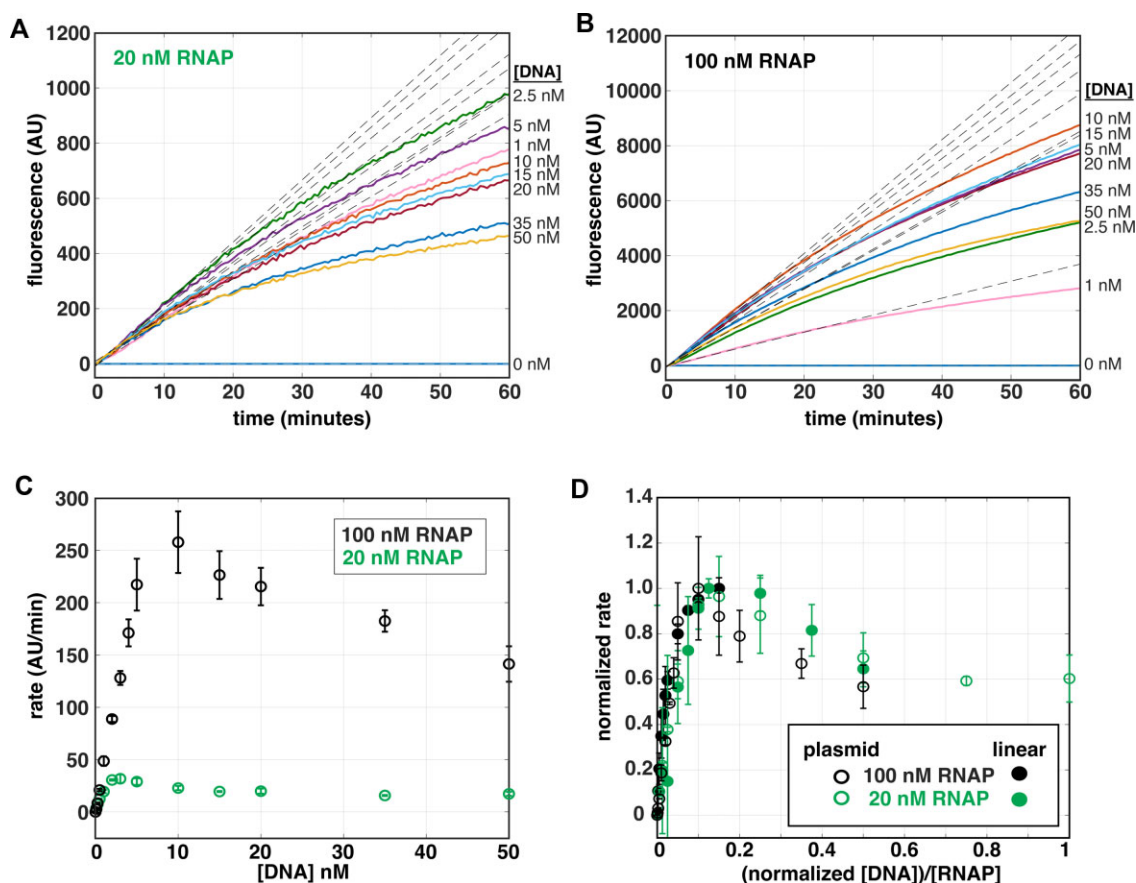 A
20 nM RNAP
fluorescence (AU)
1200
1000
800
600
400
200
0
[DNA]
2.5 nM
5 nM
1 nM
10 nM
15 nM
20 nM
35 nM
50 nM
0 nM
0 10 20 30 40 50 60
time (minutes)
B
100 nM RNAP
fluorescence (AU)
12000
10000
8000
6000
4000
2000
0
[DNA]
10 nM
15 nM
5 nM
20 nM
35 nM
50 nM
2.5 nM
1 nM
0 nM
0 10 20 30 40 50 60
time (minutes)
C
100 nM RNAP
20 nM RNAP
rate (AU/min)
300
250
200
150
100
50
0
0 10 20 30 40 50
[DNA] nM
D
normalized rate
1.4
1.2
1.0
0.8
0.6
0.4
0.2
0
plasmid linear
100 nM RNAP
20 nM RNAP
0 0.2 0.4 0.6 0.8 1
(normalized [DNA])/[RNAP]